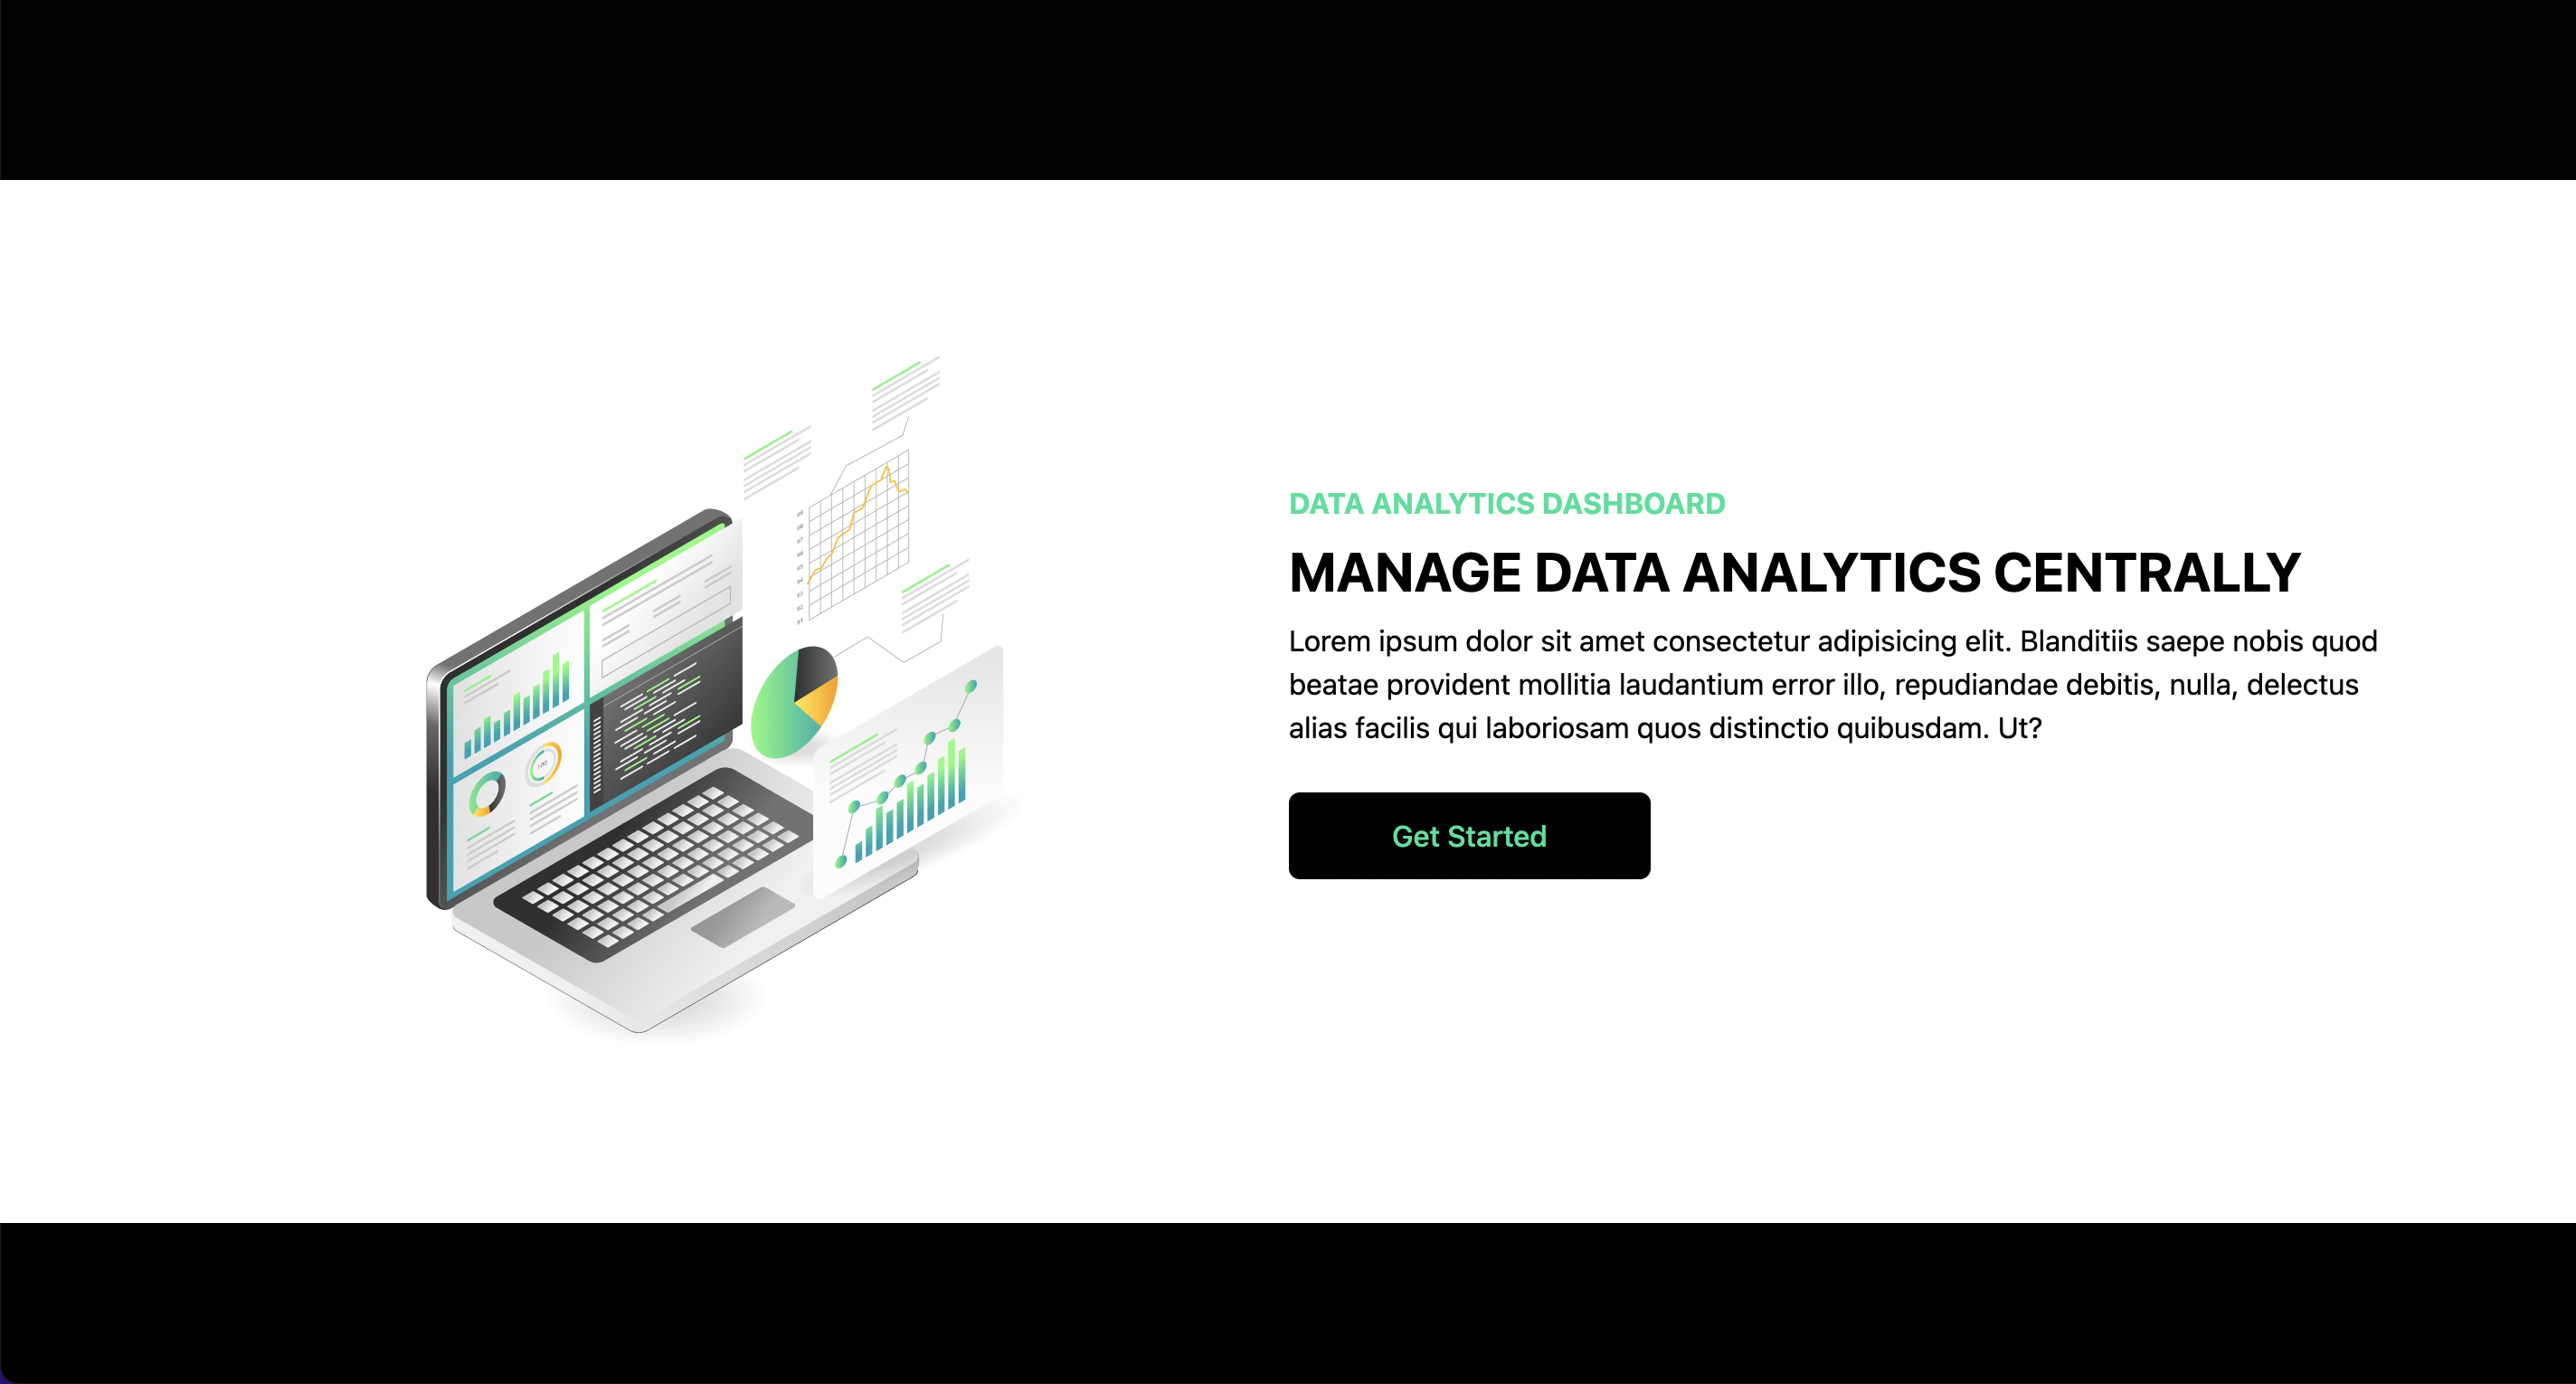 DATA ANALYTICS DASHBOARD
MANAGE DATA ANALYTICS CENTRALLY
Lorem ipsum dolor sit amet consectetur adipisicing elit. Blanditiis saepe nobis quod
beatae provident mollitia laudantium error illo, repudiandae debitis, nulla, delectus
alias facilis qui laboriosam quos distinctio quibusdam. Ut?
Get Started
100